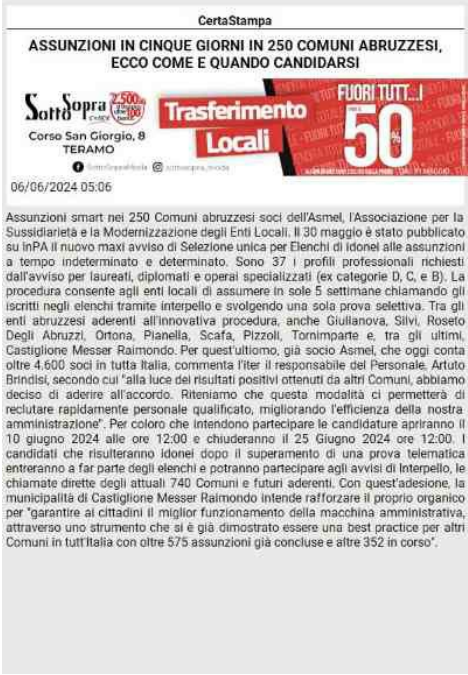 CertaStampa
ASSUNZIONI IN CINQUE GIORNI IN 250 COMUNI ABRUZZESI,
ECCO COME E QUANDO CANDIDARSI
SottoSopra
2.500
100
Corso San Giorgio, 8
TERAMO
SottoSopraModa sottosopra_moda
Trasferimento
Locali
FUORI TUTT...I
50%
06/06/2024 05:06
Assunzioni smart nei 250 Comuni abruzzesi soci dell'Asmel, l'Associazione per la
Sussidiarietà e la Modernizzazione degli Enti Locali. Il 30 maggio è stato pubblicato
su inPA il nuovo maxi avviso di Selezione unica per Elenchi di idonei alle assunzioni
a tempo indeterminato e determinato. Sono 37 i profili professionali richiesti
dall'avviso per laureati, diplomati e operai specializzati (ex categorie D, C, e B). La
procedura consente agli enti locali di assumere in sole 5 settimane chiamando gli
iscritti negli elenchi tramite interpello e svolgendo una sola prova selettiva. Tra gli
enti abruzzesi aderenti all'innovativa procedura, anche Giulianova, Silvi, Roseto
Degli Abruzzi, Ortona, Pianella, Scafa, Pizzoli, Tornimparte e, tra gli ultimi,
Castiglione Messer Raimondo. Per quest'ultiomo, già socio Asmel, che oggi conta
oltre 4.600 soci in tutta Italia, commenta l'iter il responsabile del Personale, Artuto
Brindisi, secondo cui "alla luce dei risultati positivi ottenuti da altri Comuni, abbiamo
deciso di aderire all'accordo. Riteniamo che questa modalità ci permetterà di
reclutare rapidamente personale qualificato, migliorando l'efficienza della nostra
amministrazione". Per coloro che intendono partecipare le candidature apriranno il
10 giugno 2024 alle ore 12:00 e chiuderanno il 25 Giugno 2024 ore 12:00. I
candidati che risulteranno idonei dopo il superamento di una prova telematica
entreranno a far parte degli elenchi e potranno partecipare agli avvisi di Interpello, le
chiamate dirette degli attuali 740 Comuni e futuri aderenti. Con quest'adesione, la
municipalità di Castiglione Messer Raimondo intende rafforzare il proprio organico
per "garantire ai cittadini il miglior funzionamento della macchina amministrativa,
attraverso uno strumento che si è già dimostrato essere una best practice per altri
Comuni in tutt'Italia con oltre 575 assunzioni già concluse e altre 352 in corso".